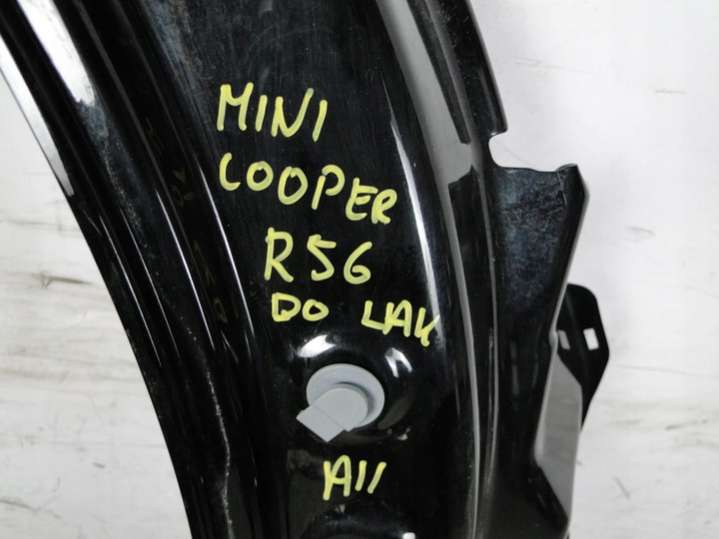 MINI
COOPER
R56
DO LAK
A11